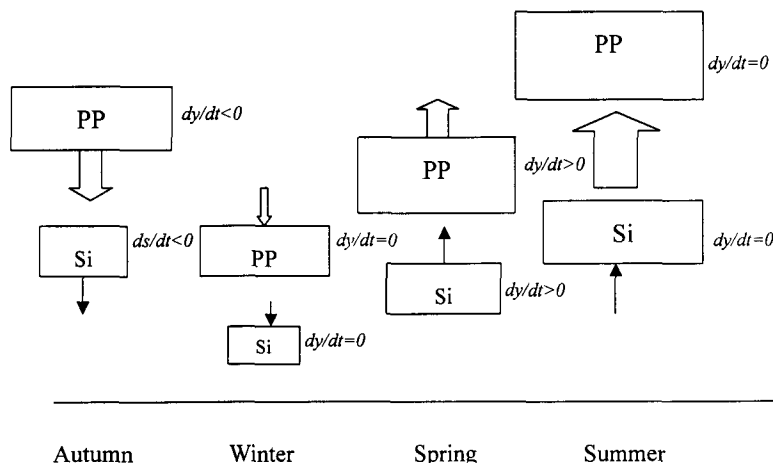 PP
dy/dt=0
PP
dy/dt<0
PP
dy/dt>0
Si
ds/dt<0
PP
dy/dt=0
Si
dy/dt=0
Si
dy/dt>0
Si
dy/dt=0
Autumn Winter Spring Summer